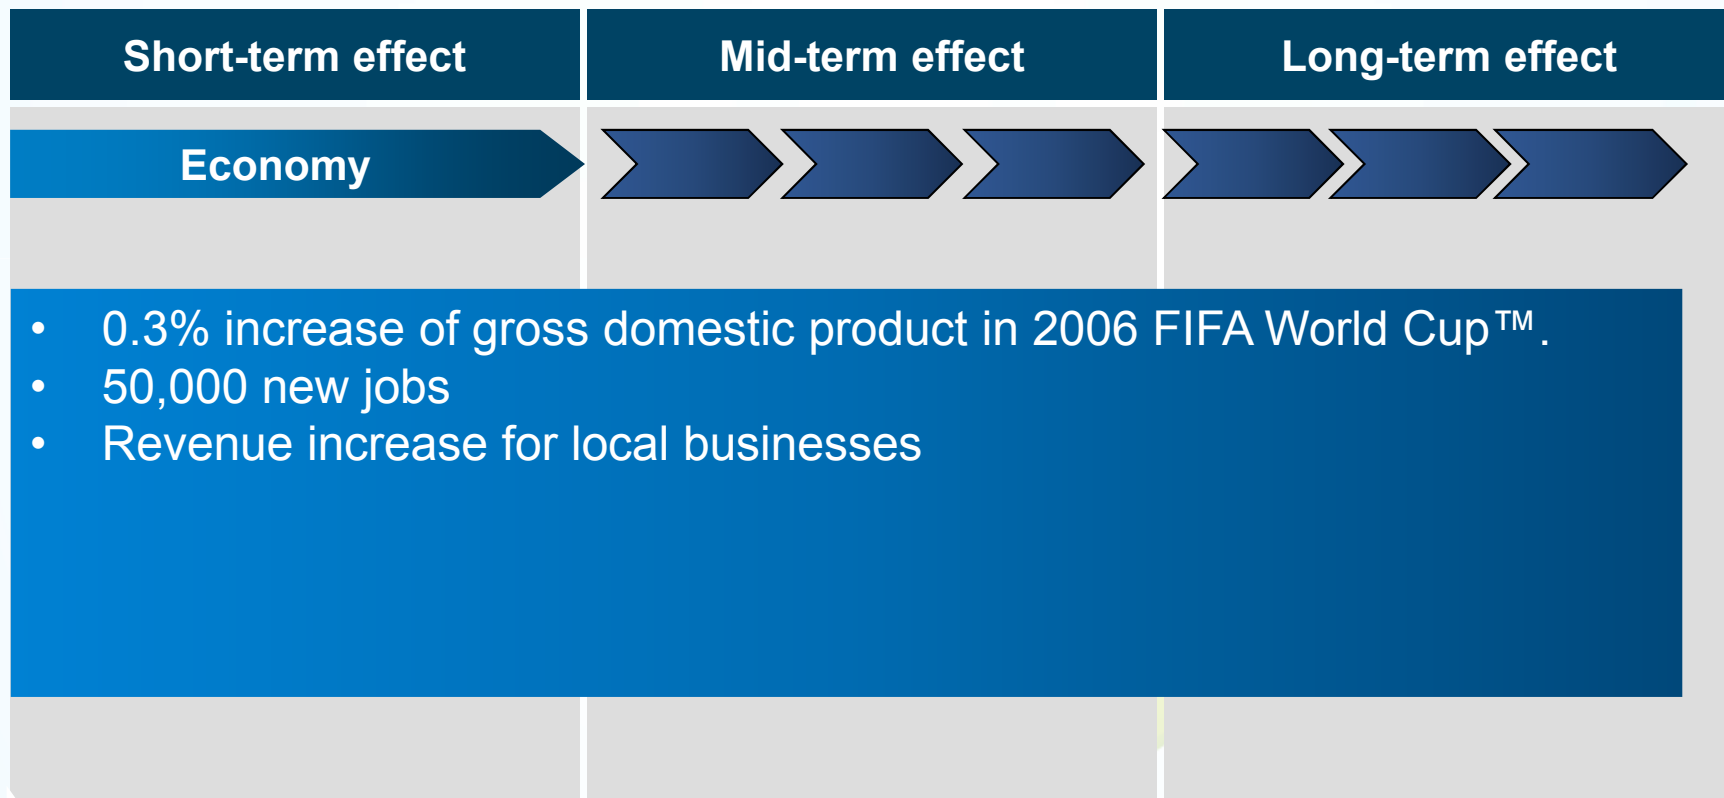 Short-term effect
Mid-term effect
Long-term effect
Economy
• 0.3% increase of gross domestic product in 2006 FIFA World Cup™.
• 50,000 new jobs
• Revenue increase for local businesses